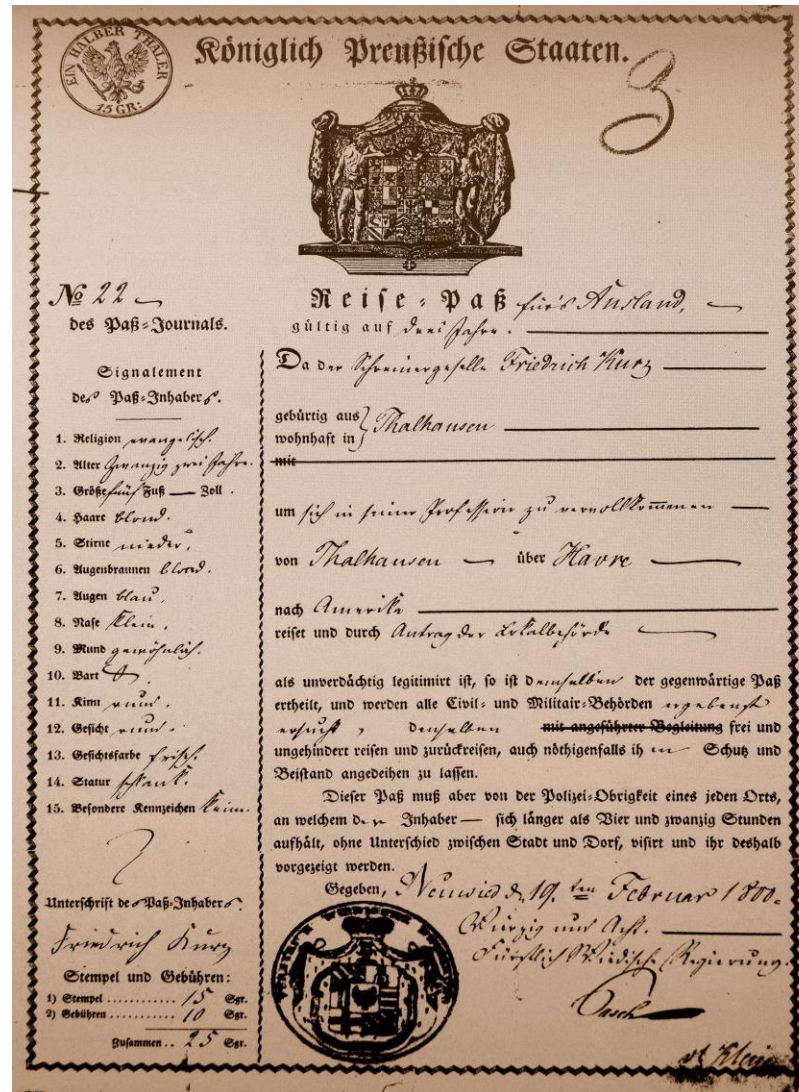 EIN HALBER THALER
15 GR:
Königlich Preußische Staaten.
3
No 22
des Paß-Journals.
Signalement
des Paß-Inhabers.
1. Religion evangelisch.
2. Alter Zwanzig zwei Jahre.
3. Größe fünf Fuß — Zoll.
4. Haare blond.
5. Stirne nieder.
6. Augenbraunen blond.
7. Augen blau.
8. Nase klein.
9. Mund gewöhnlich.
10. Bart
11. Kinn rund.
12. Gesicht rund.
13. Gesichtsfarbe frisch.
14. Statur schlank.
15. Besondere Kennzeichen keine.
Unterschrift des Paß-Inhabers.
Friedrich Kurz
Stempel und Gebühren:
1) Stempel ........... 15 Sgr.
2) Gebühren ......... 10 Sgr.
Zusammen .. 25 Sgr.
Reise-Paß für's Ausland,
gültig auf drei Jahre.
Da der Schreinergeselle Friedrich Kurz
gebürtig aus
wohnhaft in } Thalhausen
mit
um sich in seiner Profession zu vervollkommenen
von Thalhausen — über Havre
nach Amerika
reiset und durch Antrag der Lokalbehörde
als unverdächtig legitimirt ist, so ist demselben der gegenwärtige Paß
ertheilt, und werden alle Civil- und Militair-Behörden ergebenst
ersucht, denselben mit angeführter Begleitung frei und
ungehindert reisen und zurückreisen, auch nöthigenfalls ihm Schutz und
Beistand angedeihen zu lassen.
Dieser Paß muß aber von der Polizei-Obrigkeit eines jeden Orts,
an welchem der Inhaber — sich länger als Vier und zwanzig Stunden
aufhält, ohne Unterschied zwischen Stadt und Dorf, visirt und ihr deshalb
vorgezeigt werden.
Gegeben, Neuwied d. 19. ten Februar 1800
Vierzig und Acht.
Fürstlich Wiedische Regierung.